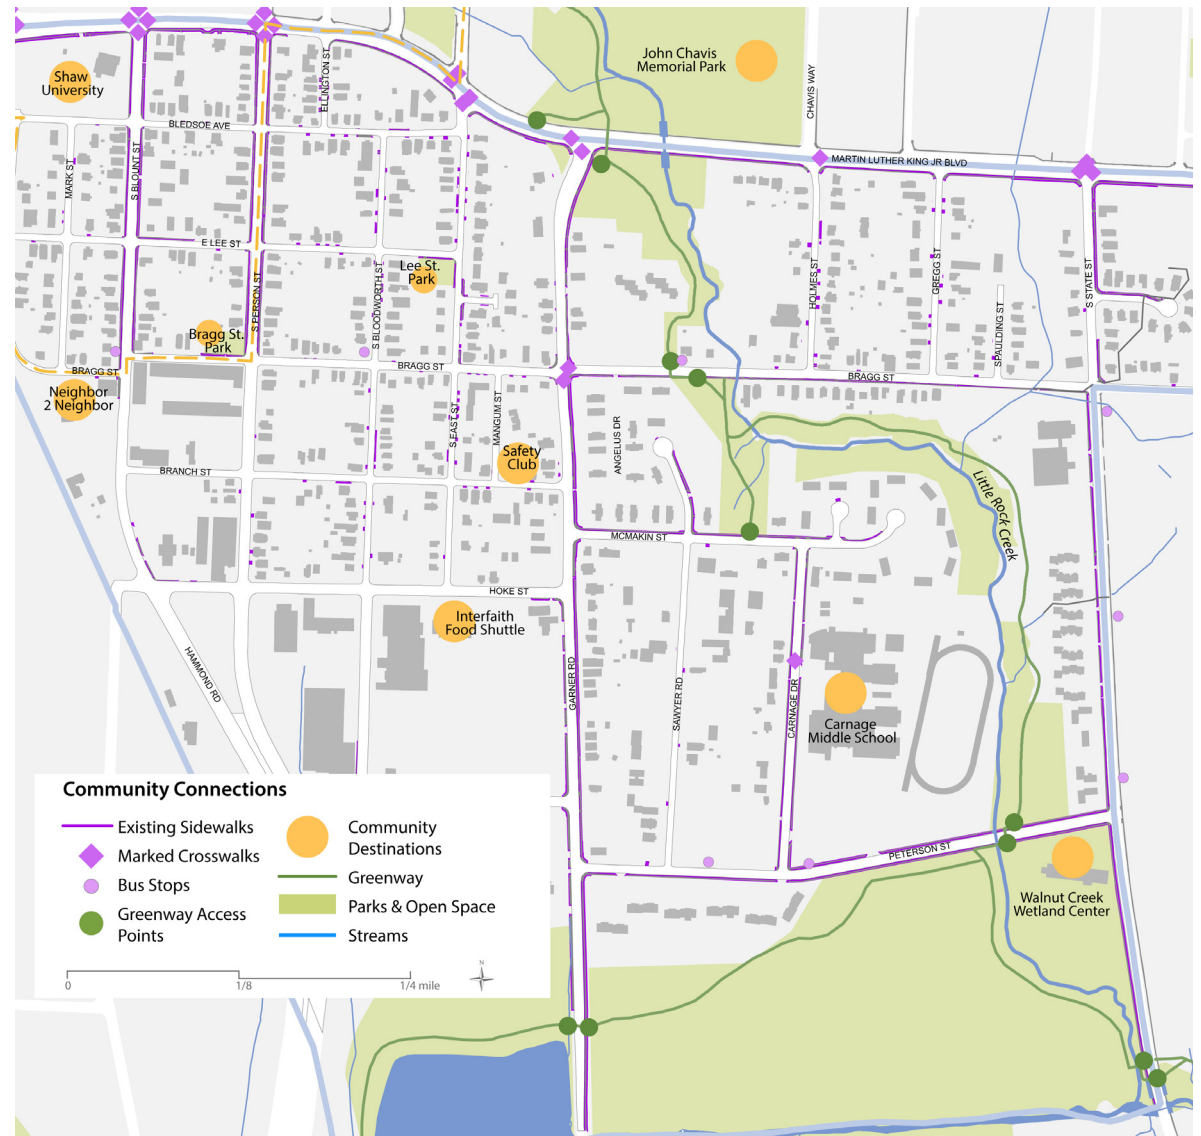 John Chavis
Memorial Park
Shaw
University
ELLINGTON ST
CHAVIS WAY
BLEDSOE AVE
MARTIN LUTHER KING JR BLVD
MARK ST
S BLOUNT ST
E LEE ST
S PERSON ST
S BLOODWORTH ST
Lee St.
Park
HOLMES ST
GREGG ST
S STATE ST
SPAULDING ST
Bragg St.
Park
BRAGG ST
BRAGG ST
BRAGG ST
Neighbor
2 Neighbor
S EAST ST
MANGUM ST
ANGELUS DR
Safety
Club
BRANCH ST
Little Rock Creek
MCMAKIN ST
HOKE ST
Interfaith
Food Shuttle
HAMMOND RD
GARNER RD
SAWYER RD
CARNAGE DR
Carnage
Middle School
PETERSON ST
Walnut Creek
Wetland Center
Community Connections
Existing Sidewalks
Marked Crosswalks
Bus Stops
Greenway Access
Points
Community
Destinations
Greenway
Parks & Open Space
Streams
0
1/8
1/4 mile
N